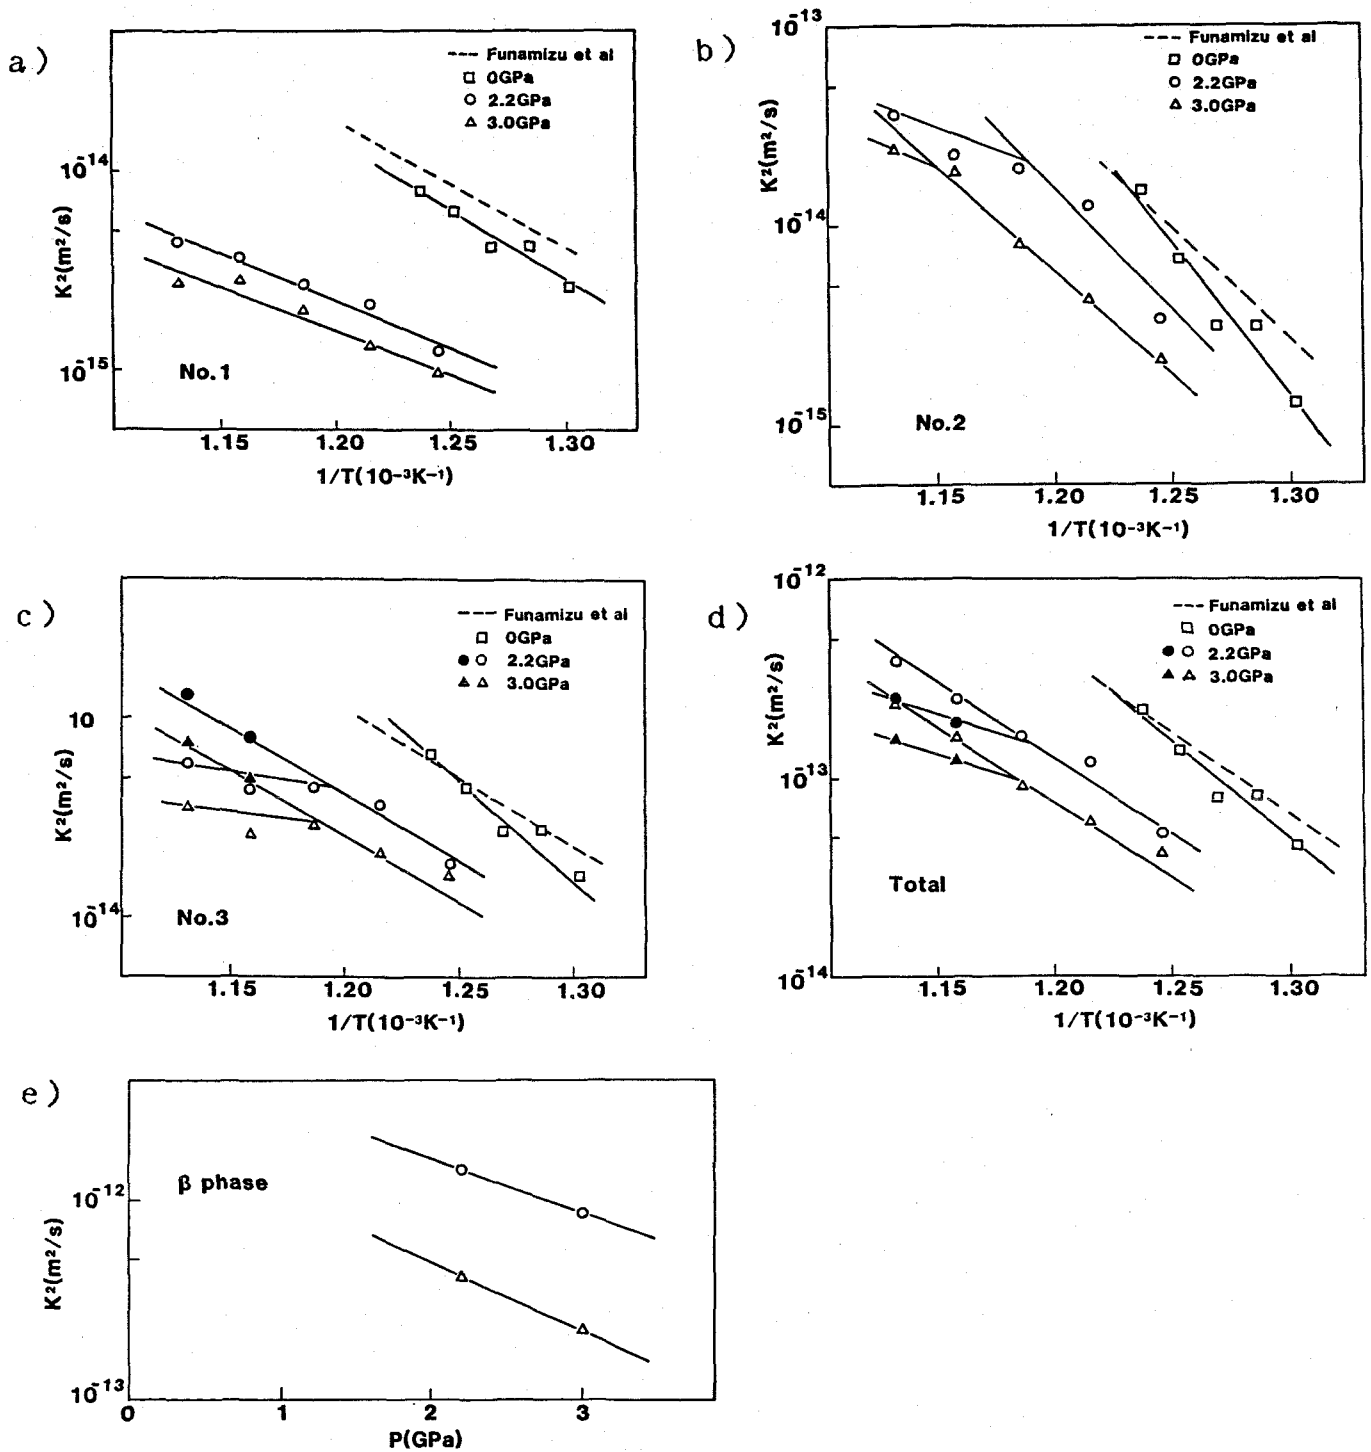 a)
--- Funamizu et al
□ 0GPa
○ 2.2GPa
△ 3.0GPa
10⁻¹⁴
10⁻¹⁵
K²(m²/s)
No.1
1.15 1.20 1.25 1.30
1/T(10⁻³K⁻¹)
b)
--- Funamizu et al
□ 0GPa
○ 2.2GPa
△ 3.0GPa
10⁻¹³
10⁻¹⁴
10⁻¹⁵
K²(m²/s)
No.2
1.15 1.20 1.25 1.30
1/T(10⁻³K⁻¹)
c)
--- Funamizu et al
□ 0GPa
● ○ 2.2GPa
▲ △ 3.0GPa
10
10⁻¹⁴
K²(m²/s)
No.3
1.15 1.20 1.25 1.30
1/T(10⁻³K⁻¹)
d)
--- Funamizu et al
□ 0GPa
● ○ 2.2GPa
▲ △ 3.0GPa
10⁻¹²
10⁻¹³
10⁻¹⁴
K²(m²/s)
Total
1.15 1.20 1.25 1.30
1/T(10⁻³K⁻¹)
e)
β phase
10⁻¹²
10⁻¹³
K²(m²/s)
0 1 2 3
P(GPa)